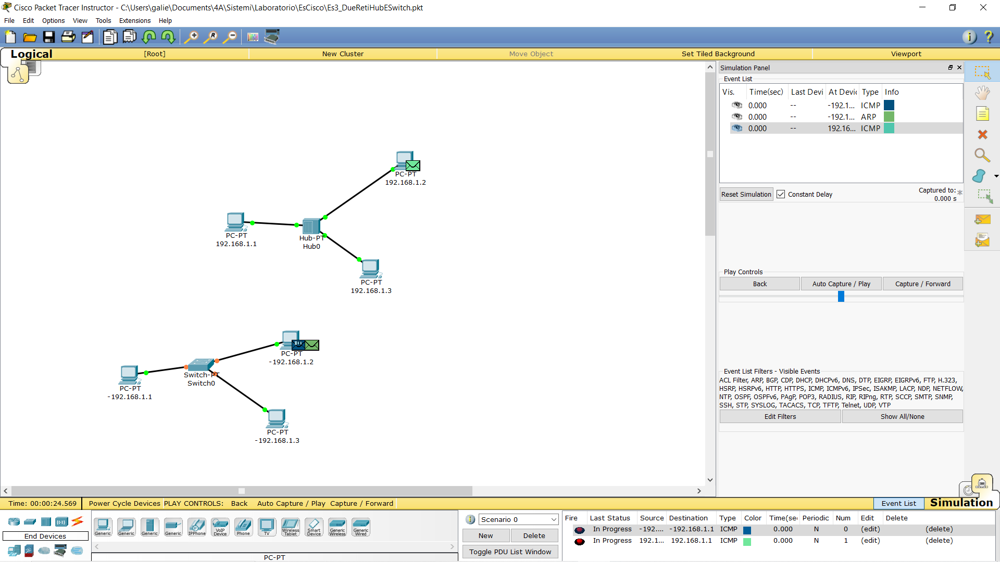 Cisco Packet Tracer Instructor - C:\Users\galie\Documents\4A\Sistemi\Laboratorio\EsCisco\Es3_DueRetiHubESwitch.pkt
File Edit Options View Tools Extensions Help
Logical [Root] New Cluster Move Object Set Tiled Background Viewport
PC-PT
192.168.1.2
PC-PT
192.168.1.1
Hub-PT
Hub0
PC-PT
192.168.1.3
PC-PT
-192.168.1.2
Switch-PT
Switch0
PC-PT
-192.168.1.1
PC-PT
-192.168.1.3
Simulation Panel
Event List
Vis. Time(sec) Last Devi At Devic Type Info
0.000 -- -192.1... ICMP
0.000 -- -192.1... ARP
0.000 -- 192.16... ICMP
Reset Simulation Constant Delay Captured to: *
0.000 s
Play Controls
Back Auto Capture / Play Capture / Forward
Event List Filters - Visible Events
ACL Filter, ARP, BGP, CDP, DHCP, DHCPv6, DNS, DTP, EIGRP, EIGRPv6, FTP, H.323,
HSRP, HSRPv6, HTTP, HTTPS, ICMP, ICMPv6, IPSec, ISAKMP, LACP, NDP, NETFLOW,
NTP, OSPF, OSPFv6, PAgP, POP3, RADIUS, RIP, RIPng, RTP, SCCP, SMTP, SNMP,
SSH, STP, SYSLOG, TACACS, TCP, TFTP, Telnet, UDP, VTP
Edit Filters Show All/None
Time: 00:00:24.569 Power Cycle Devices PLAY CONTROLS: Back Auto Capture / Play Capture / Forward Event List Simulation
End Devices
Generic Generic Generic Generic IPPhone VoIP Device Phone TV Wireless Tablet Smart Device Generic Wireless Generic Wired
PC-PT
Scenario 0
New Delete
Toggle PDU List Window
Fire Last Status Source Destination Type Color Time(sec Periodic Num Edit Delete
In Progress -192.... -192.168.1.1 ICMP 0.000 N 0 (edit) (delete)
In Progress 192.1... 192.168.1.1 ICMP 0.000 N 1 (edit) (delete)